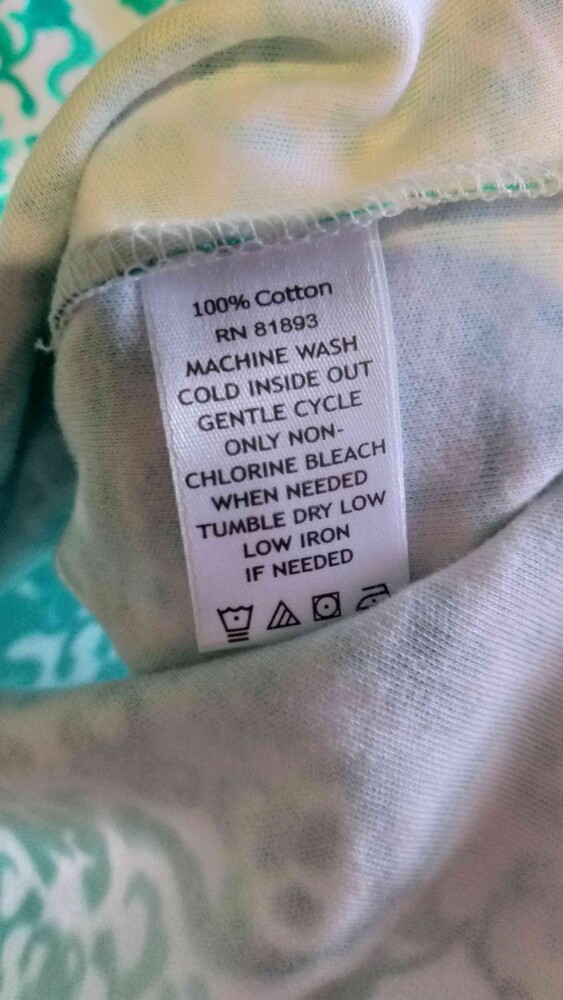 100% Cotton
RN 81893
MACHINE WASH
COLD INSIDE OUT
GENTLE CYCLE
ONLY NON-
CHLORINE BLEACH
WHEN NEEDED
TUMBLE DRY LOW
LOW IRON
IF NEEDED